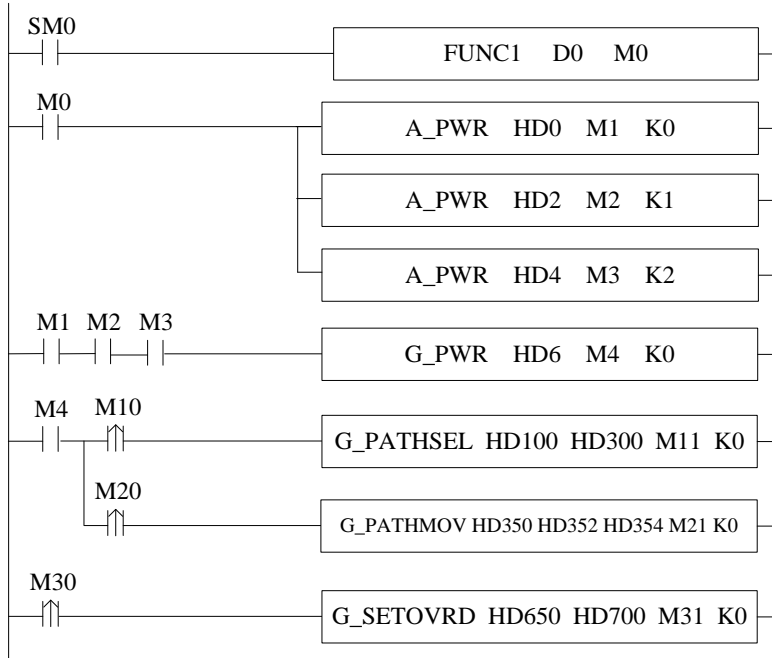 SM0
FUNC1 D0 M0
M0
A_PWR HD0 M1 K0
A_PWR HD2 M2 K1
A_PWR HD4 M3 K2
M1 M2 M3
G_PWR HD6 M4 K0
M4 M10
G_PATHSEL HD100 HD300 M11 K0
M20
G_PATHMOV HD350 HD352 HD354 M21 K0
M30
G_SETOVRD HD650 HD700 M31 K0